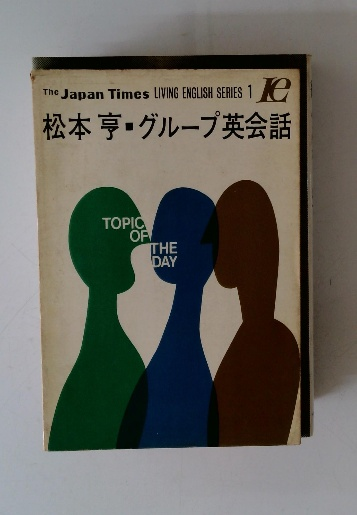 The Japan Times LIVING ENGLISH SERIES 1 le
松本 亨■グループ英会話
TOPIC
OF
THE
DAY